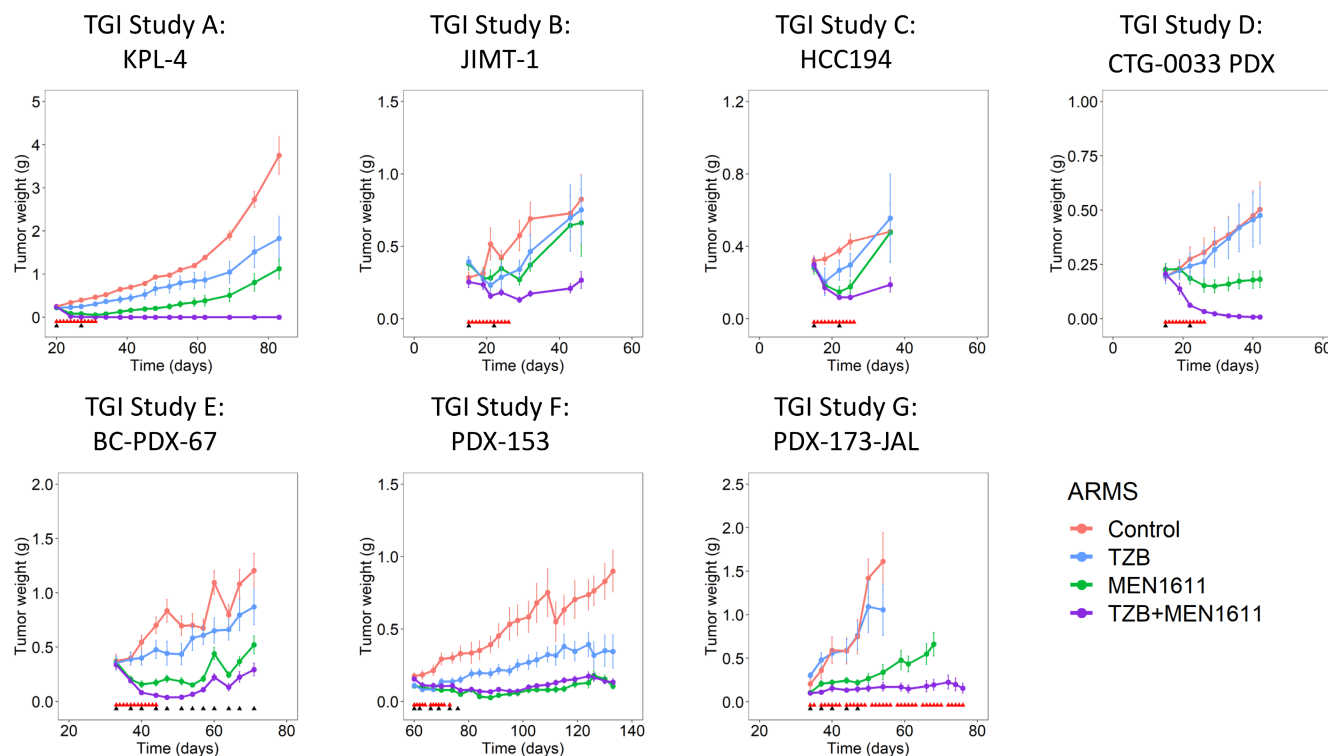 TGI Study A:
KPL-4
TGI Study B:
JIMT-1
TGI Study C:
HCC194
TGI Study D:
CTG-0033 PDX
Tumor weight (g)
5
4
3
2
1
0
20
40
60
80
Time (days)
Tumor weight (g)
1.5
1.0
0.5
0.0
0
20
40
60
Time (days)
Tumor weight (g)
1.2
0.8
0.4
0.0
0
20
40
60
Time (days)
Tumor weight (g)
1.00
0.75
0.50
0.25
0.00
0
20
40
60
Time (days)
TGI Study E:
BC-PDX-67
TGI Study F:
PDX-153
TGI Study G:
PDX-173-JAL
Tumor weight (g)
2.0
1.5
1.0
0.5
0.0
20
40
60
80
Time (days)
Tumor weight (g)
1.5
1.0
0.5
0.0
60
80
100
120
140
Time (days)
Tumor weight (g)
2.5
2.0
1.5
1.0
0.5
0.0
20
40
60
80
Time (days)
ARMS
Control
TZB
MEN1611
TZB+MEN1611